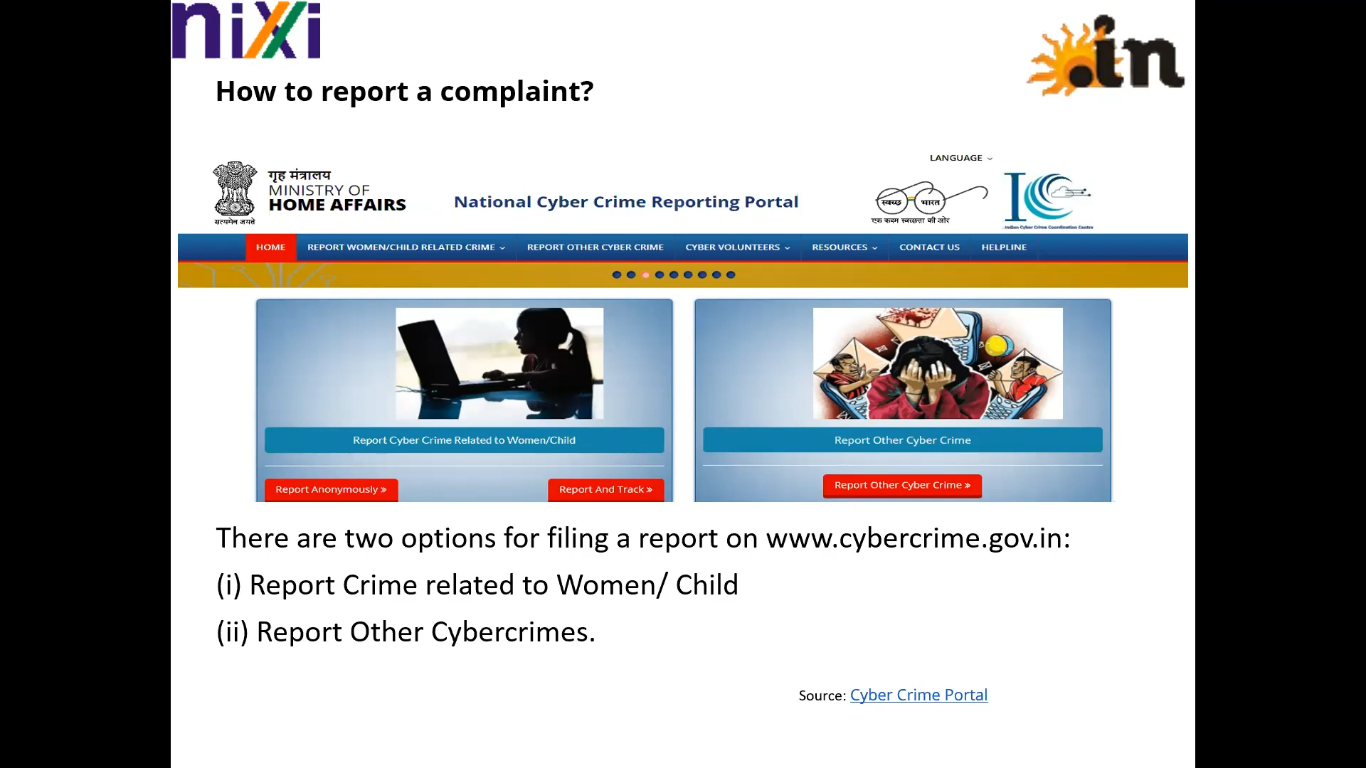 nixi
.in
How to report a complaint?
LANGUAGE
गृह मंत्रालय
MINISTRY OF
HOME AFFAIRS
सत्यमेव जयते
National Cyber Crime Reporting Portal
स्वच्छ भारत
एक कदम स्वच्छता की ओर
Indian Cyber Crime Coordination Centre
HOME REPORT WOMEN/CHILD RELATED CRIME REPORT OTHER CYBER CRIME CYBER VOLUNTEERS RESOURCES CONTACT US HELPLINE
Report Cyber Crime Related to Women/Child
Report Anonymously » Report And Track »
Report Other Cyber Crime
Report Other Cyber Crime »
There are two options for filing a report on www.cybercrime.gov.in:
(i) Report Crime related to Women/ Child
(ii) Report Other Cybercrimes.
Source: Cyber Crime Portal